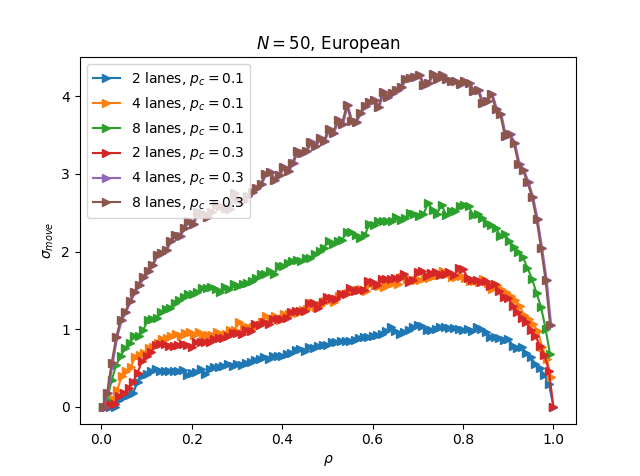 N = 50, European
2 lanes, p_c = 0.1
4 lanes, p_c = 0.1
8 lanes, p_c = 0.1
2 lanes, p_c = 0.3
4 lanes, p_c = 0.3
8 lanes, p_c = 0.3
4
3
2
1
0
σ_move
0.0 0.2 0.4 0.6 0.8 1.0
ρ